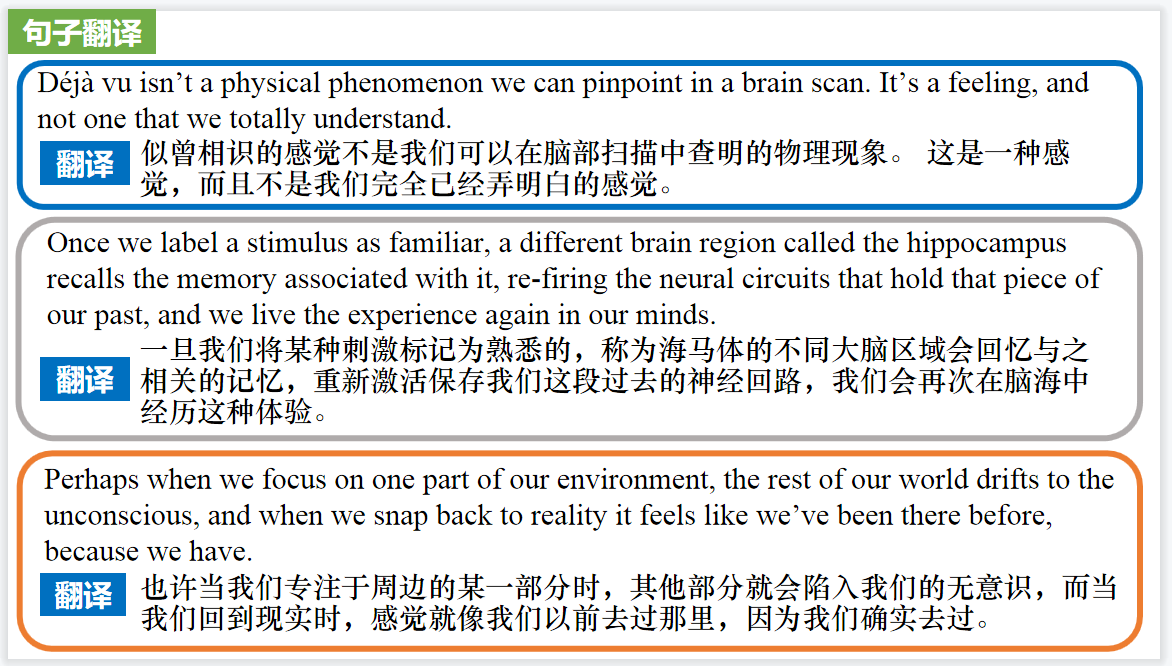 句子翻译
Déjà vu isn’t a physical phenomenon we can pinpoint in a brain scan. It’s a feeling, and
not one that we totally understand.
翻译
似曾相识的感觉不是我们可以在脑部扫描中查明的物理现象。 这是一种感
觉，而且不是我们完全已经弄明白的感觉。
Once we label a stimulus as familiar, a different brain region called the hippocampus
recalls the memory associated with it, re-firing the neural circuits that hold that piece of
our past, and we live the experience again in our minds.
翻译
一旦我们将某种刺激标记为熟悉的，称为海马体的不同大脑区域会回忆与之
相关的记忆，重新激活保存我们这段过去的神经回路，我们会再次在脑海中
经历这种体验。
Perhaps when we focus on one part of our environment, the rest of our world drifts to the
unconscious, and when we snap back to reality it feels like we’ve been there before,
because we have.
翻译
也许当我们专注于周边的某一部分时，其他部分就会陷入我们的无意识，而当
我们回到现实时，感觉就像我们以前去过那里，因为我们确实去过。